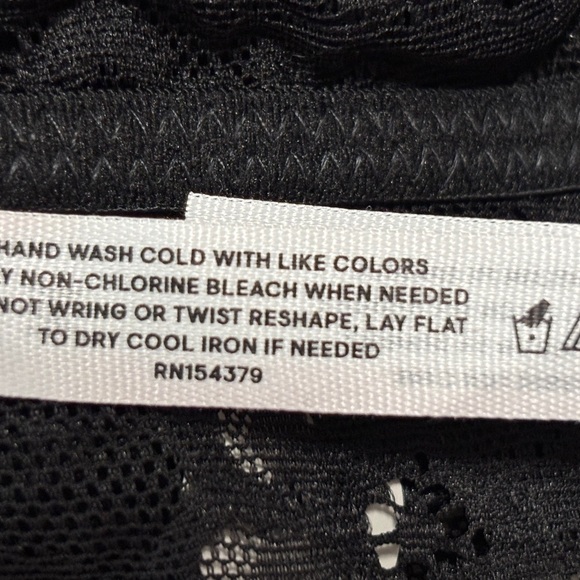 HAND WASH COLD WITH LIKE COLORS
Y NON-CHLORINE BLEACH WHEN NEEDED
NOT WRING OR TWIST RESHAPE, LAY FLAT
TO DRY COOL IRON IF NEEDED
RN154379